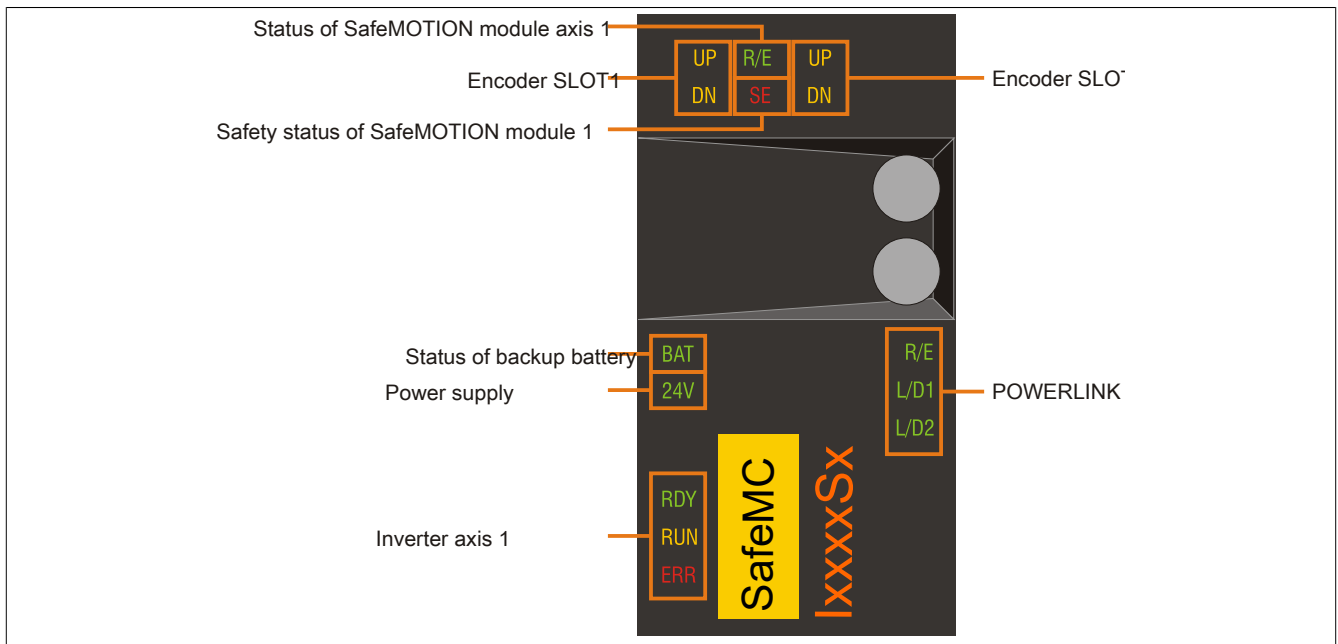 Status of SafeMOTION module axis 1
UP R/E UP
Encoder SLOT1
Encoder SLO
DN SE DN
Safety status of SafeMOTION module 1
Status of backup battery
BAT
R/E
Power supply
24V
L/D1
POWERLINK
L/D2
RDY
Inverter axis 1
RUN
ERR
SafeMC
IxxxxSx